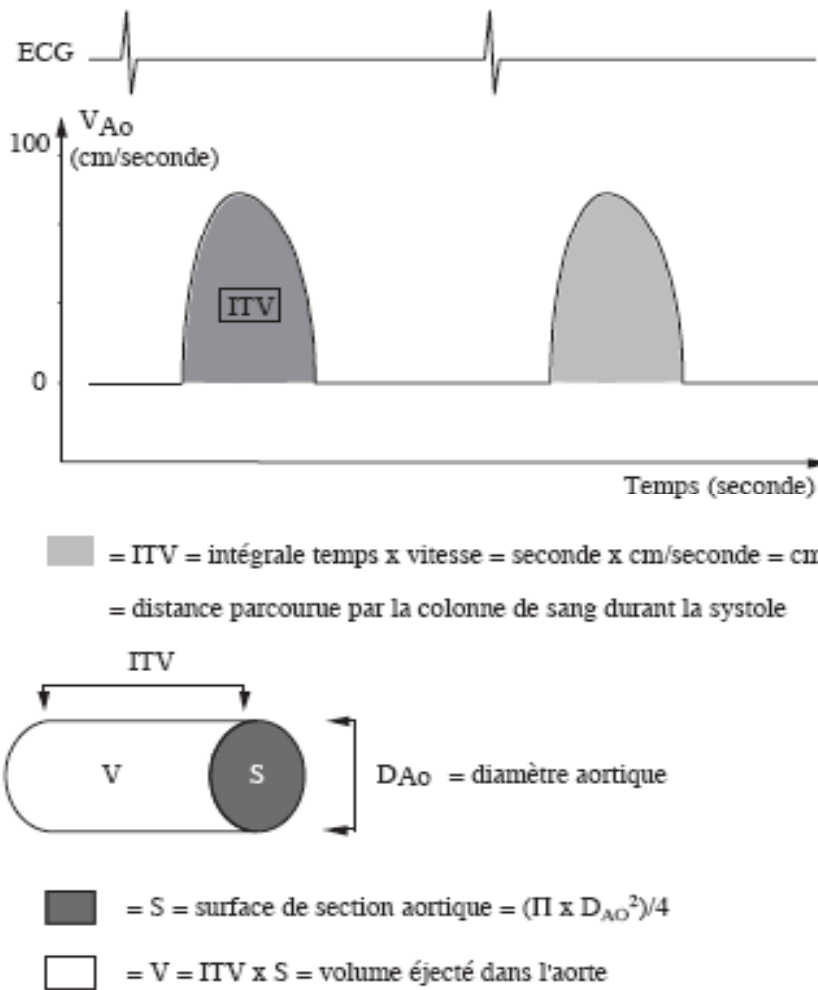 ECG
VAo
100
(cm/seconde)
ITV
0
Temps (seconde)
= ITV = intégrale temps x vitesse = seconde x cm/seconde = cm
= distance parcourue par la colonne de sang durant la systole
ITV
V
S
DAo = diamètre aortique
= S = surface de section aortique = (Π x DAO²)/4
= V = ITV x S = volume éjecté dans l'aorte